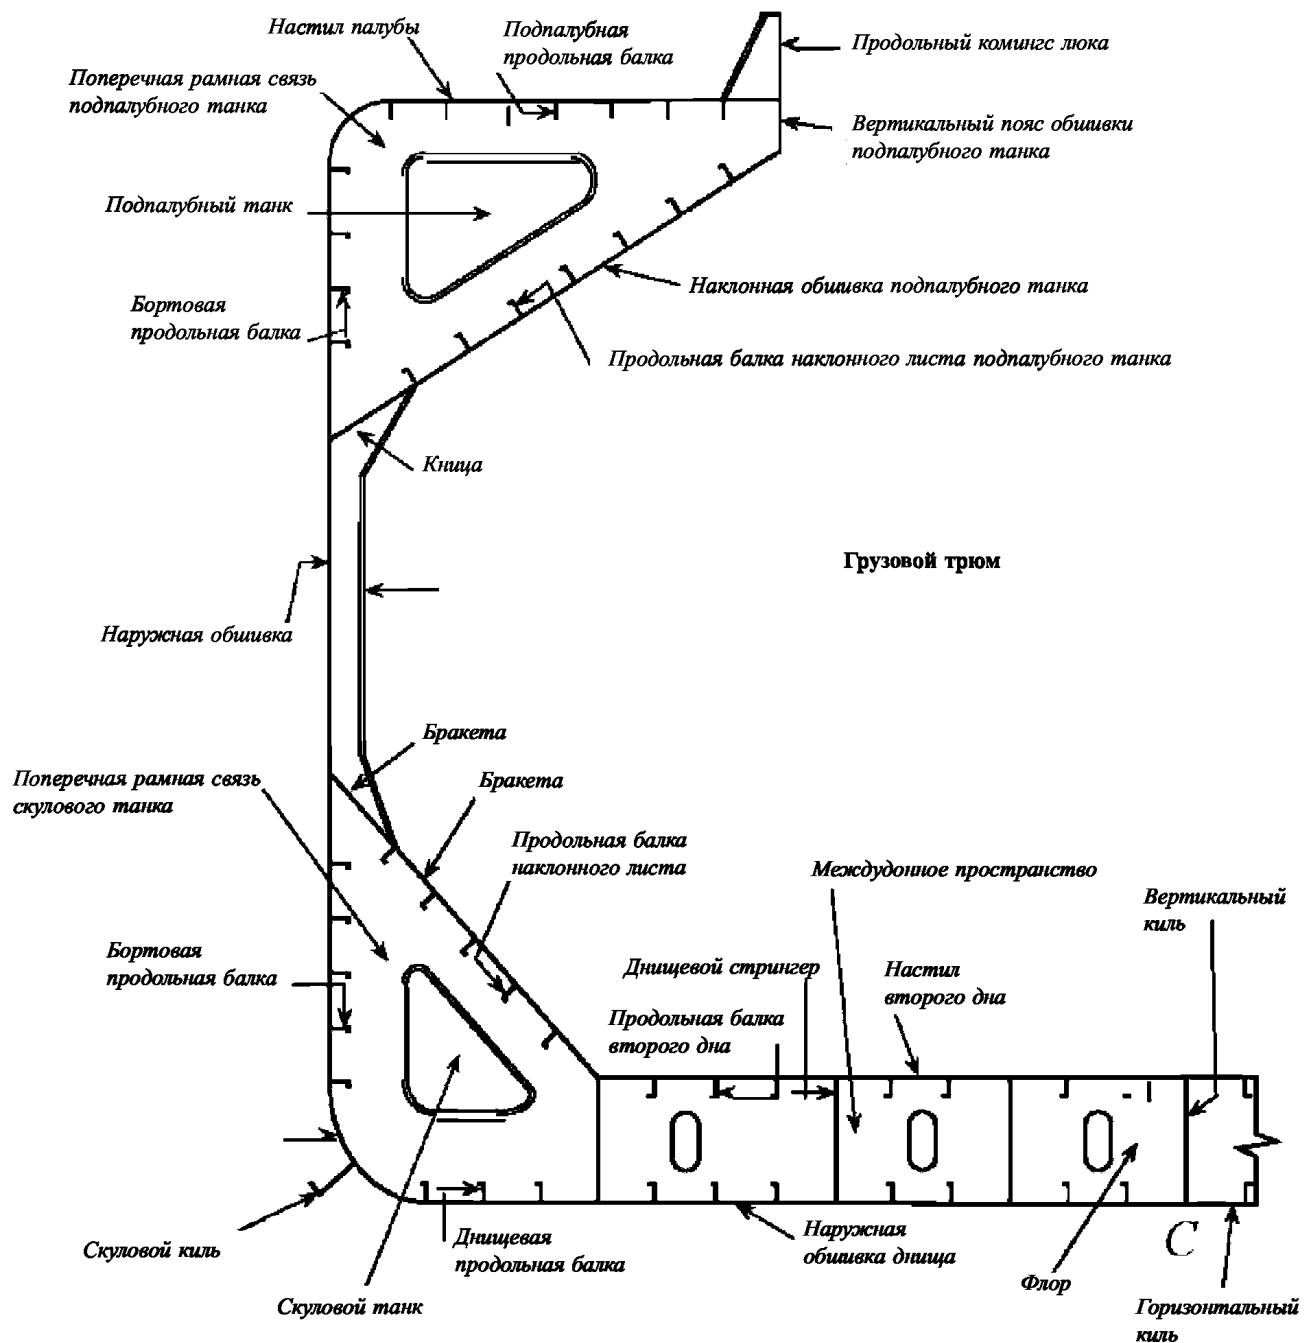 Настил палубы
Подпалубная
продольная балка
Продольный комингс люка
Поперечная рамная связь
подпалубного танка
Вертикальный пояс обшивки
подпалубного танка
Подпалубный танк
Наклонная обшивка подпалубного танка
Бортовая
продольная балка
Продольная балка наклонного листа подпалубного танка
Кница
Грузовой трюм
Наружная обшивка
Бракета
Поперечная рамная связь
скулового танка
Бракета
Продольная балка
наклонного листа
Междудонное пространство
Вертикальный
киль
Бортовая
продольная балка
Днищевой стрингер
Настил
второго дна
Продольная балка
второго дна
Скуловой киль
Днищевая
продольная балка
Наружная
обшивка днища
С
Флор
Скуловой танк
Горизонтальный
киль